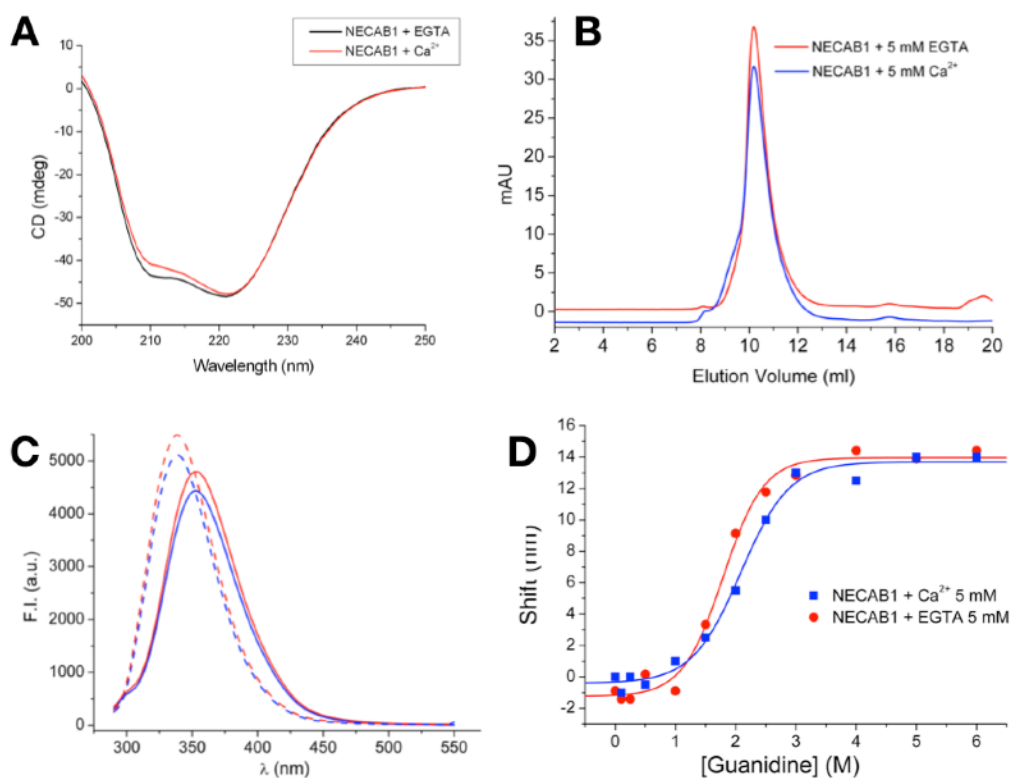 A
NECAB1 + EGTA
NECAB1 + Ca²⁺
10
0
-10
-20
-30
-40
-50
CD (mdeg)
200 210 220 230 240 250
Wavelength (nm)
B
NECAB1 + 5 mM EGTA
NECAB1 + 5 mM Ca²⁺
35
30
25
20
15
10
5
0
mAU
2 4 6 8 10 12 14 16 18 20
Elution Volume (ml)
C
5000
4000
3000
2000
1000
0
F.I. (a.u.)
300 350 400 450 500 550
λ (nm)
D
16
14
12
10
8
6
4
2
0
-2
Shift (nm)
NECAB1 + Ca²⁺ 5 mM
NECAB1 + EGTA 5 mM
0 1 2 3 4 5 6
[Guanidine] (M)